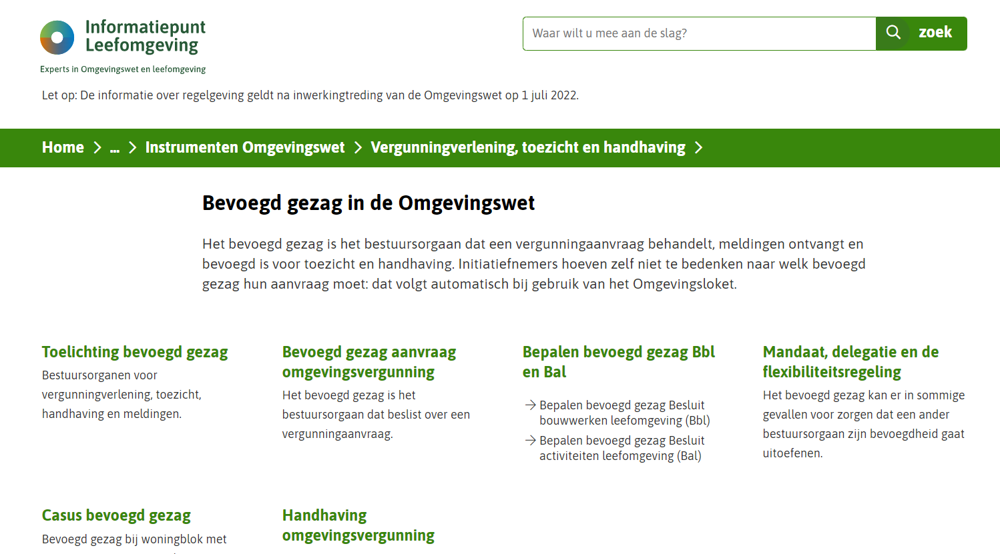 Informatiepunt
Leefomgeving
Experts in Omgevingswet en leefomgeving
Waar wilt u mee aan de slag?
zoek
Let op: De informatie over regelgeving geldt na inwerkingtreding van de Omgevingswet op 1 juli 2022.
Home > ... > Instrumenten Omgevingswet > Vergunningverlening, toezicht en handhaving >
Bevoegd gezag in de Omgevingswet
Het bevoegd gezag is het bestuursorgaan dat een vergunningaanvraag behandelt, meldingen ontvangt en
bevoegd is voor toezicht en handhaving. Initiatiefnemers hoeven zelf niet te bedenken naar welk bevoegd
gezag hun aanvraag moet: dat volgt automatisch bij gebruik van het Omgevingsloket.
Toelichting bevoegd gezag
Bestuursorganen voor
vergunningverlening, toezicht,
handhaving en meldingen.
Bevoegd gezag aanvraag
omgevingsvergunning
Het bevoegd gezag is het
bestuursorgaan dat beslist over een
vergunningaanvraag.
Bepalen bevoegd gezag Bbl
en Bal
→ Bepalen bevoegd gezag Besluit
bouwwerken leefomgeving (Bbl)
→ Bepalen bevoegd gezag Besluit
activiteiten leefomgeving (Bal)
Mandaat, delegatie en de
flexibiliteitsregeling
Het bevoegd gezag kan er in sommige
gevallen voor zorgen dat een ander
bestuursorgaan zijn bevoegdheid gaat
uitoefenen.
Casus bevoegd gezag
Bevoegd gezag bij woningblok met
Handhaving
omgevingsvergunning